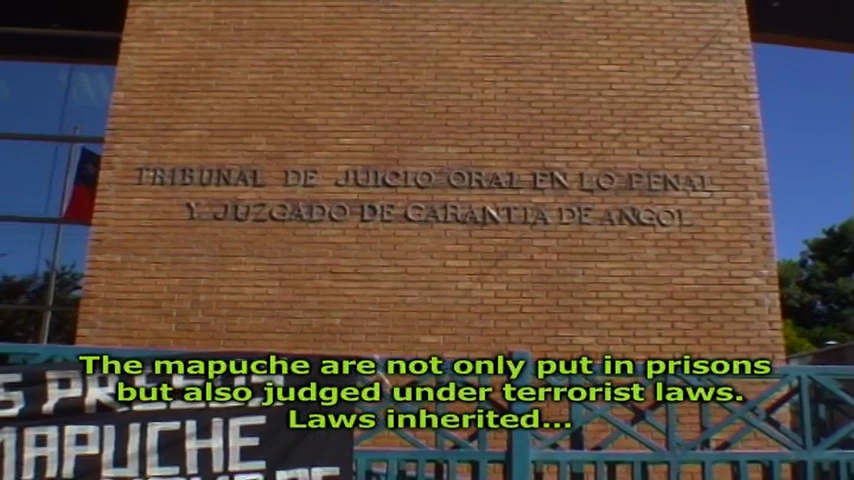 TRIBUNAL DE JUICIO ORAL EN LO PENAL
Y JUZGADO DE GARANTIA DE ANGOL
The mapuche are not only put in prisons
but also judged under terrorist laws.
Laws inherited...
S PRESOS
MAPUCHE